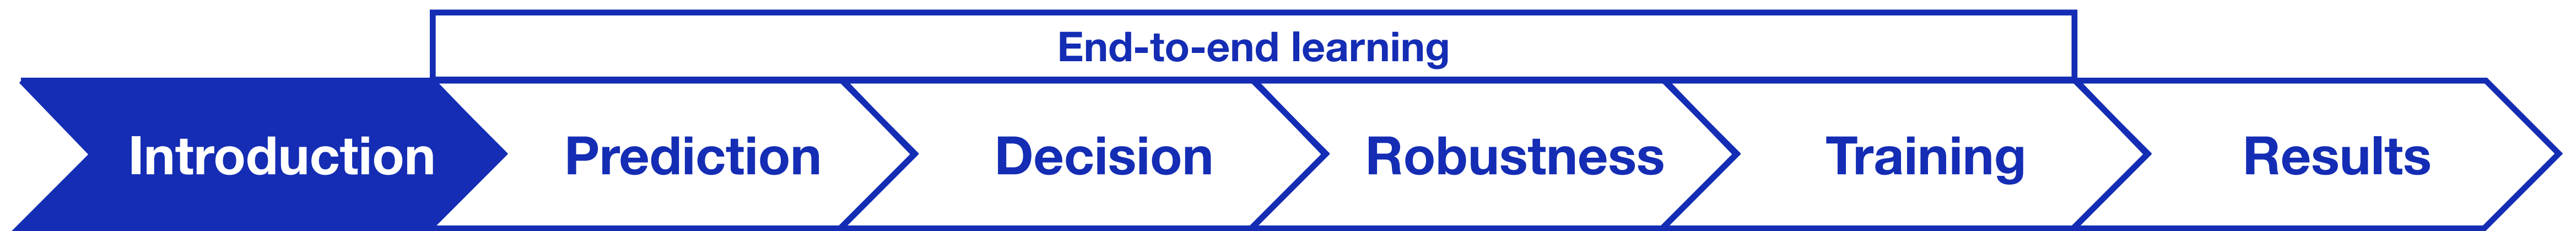 End-to-end learning
Introduction Prediction Decision Robustness Training Results